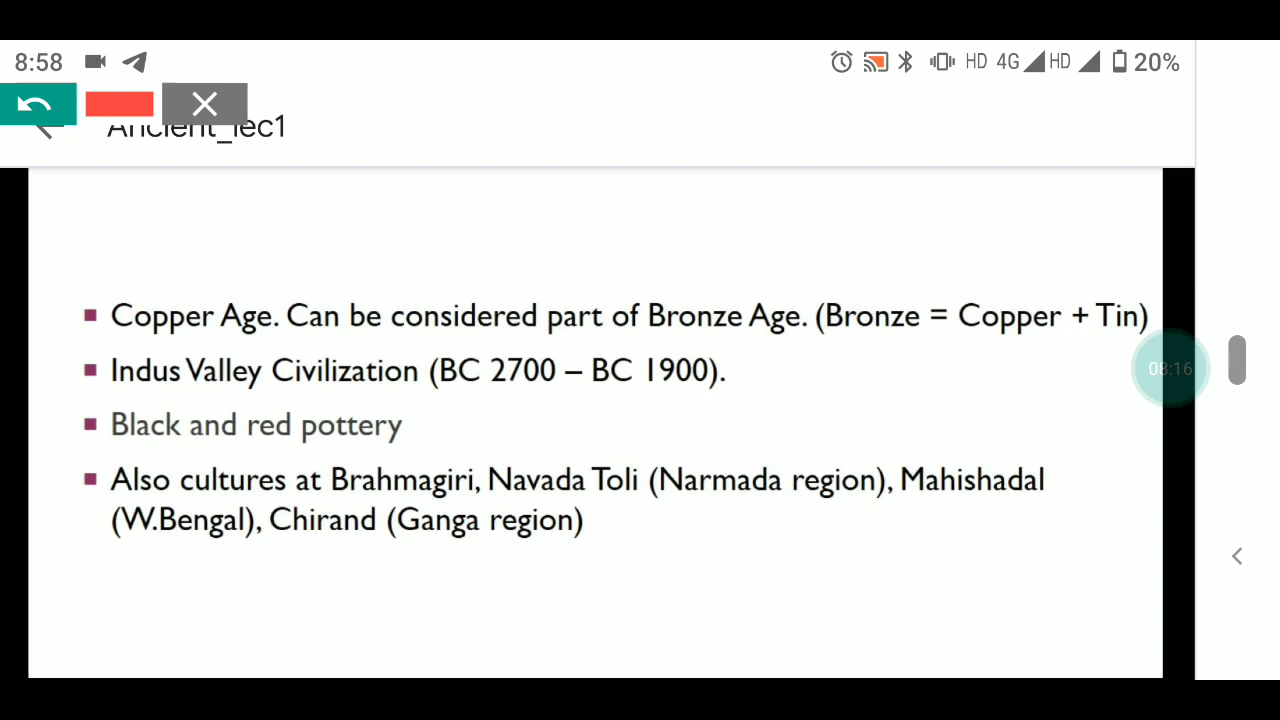 8:58 HD 4G HD 20%
Ancient_lec1
Copper Age. Can be considered part of Bronze Age. (Bronze = Copper + Tin)
Indus Valley Civilization (BC 2700 – BC 1900).
08:16
Black and red pottery
Also cultures at Brahmagiri, Navada Toli (Narmada region), Mahishadal
(W.Bengal), Chirand (Ganga region)